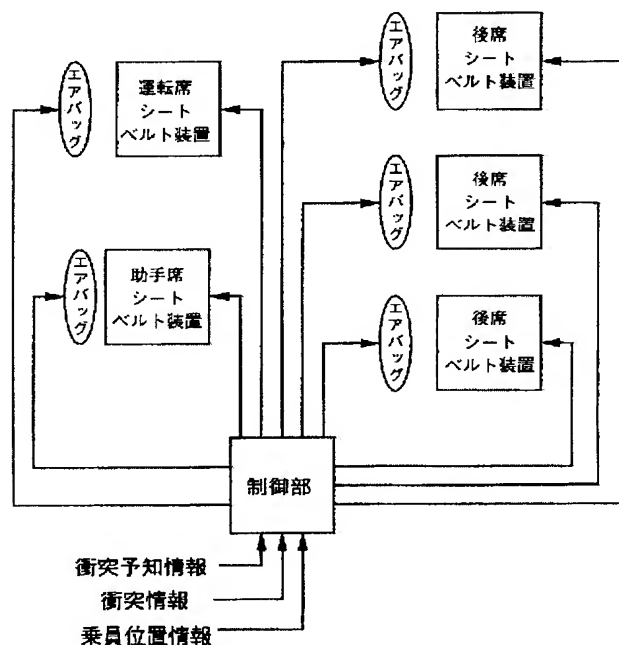 エアバッグ
運転席
シート
ベルト装置
エアバッグ
助手席
シート
ベルト装置
エアバッグ
後席
シート
ベルト装置
エアバッグ
後席
シート
ベルト装置
エアバッグ
後席
シート
ベルト装置
制御部
衝突予知情報
衝突情報
乗員位置情報